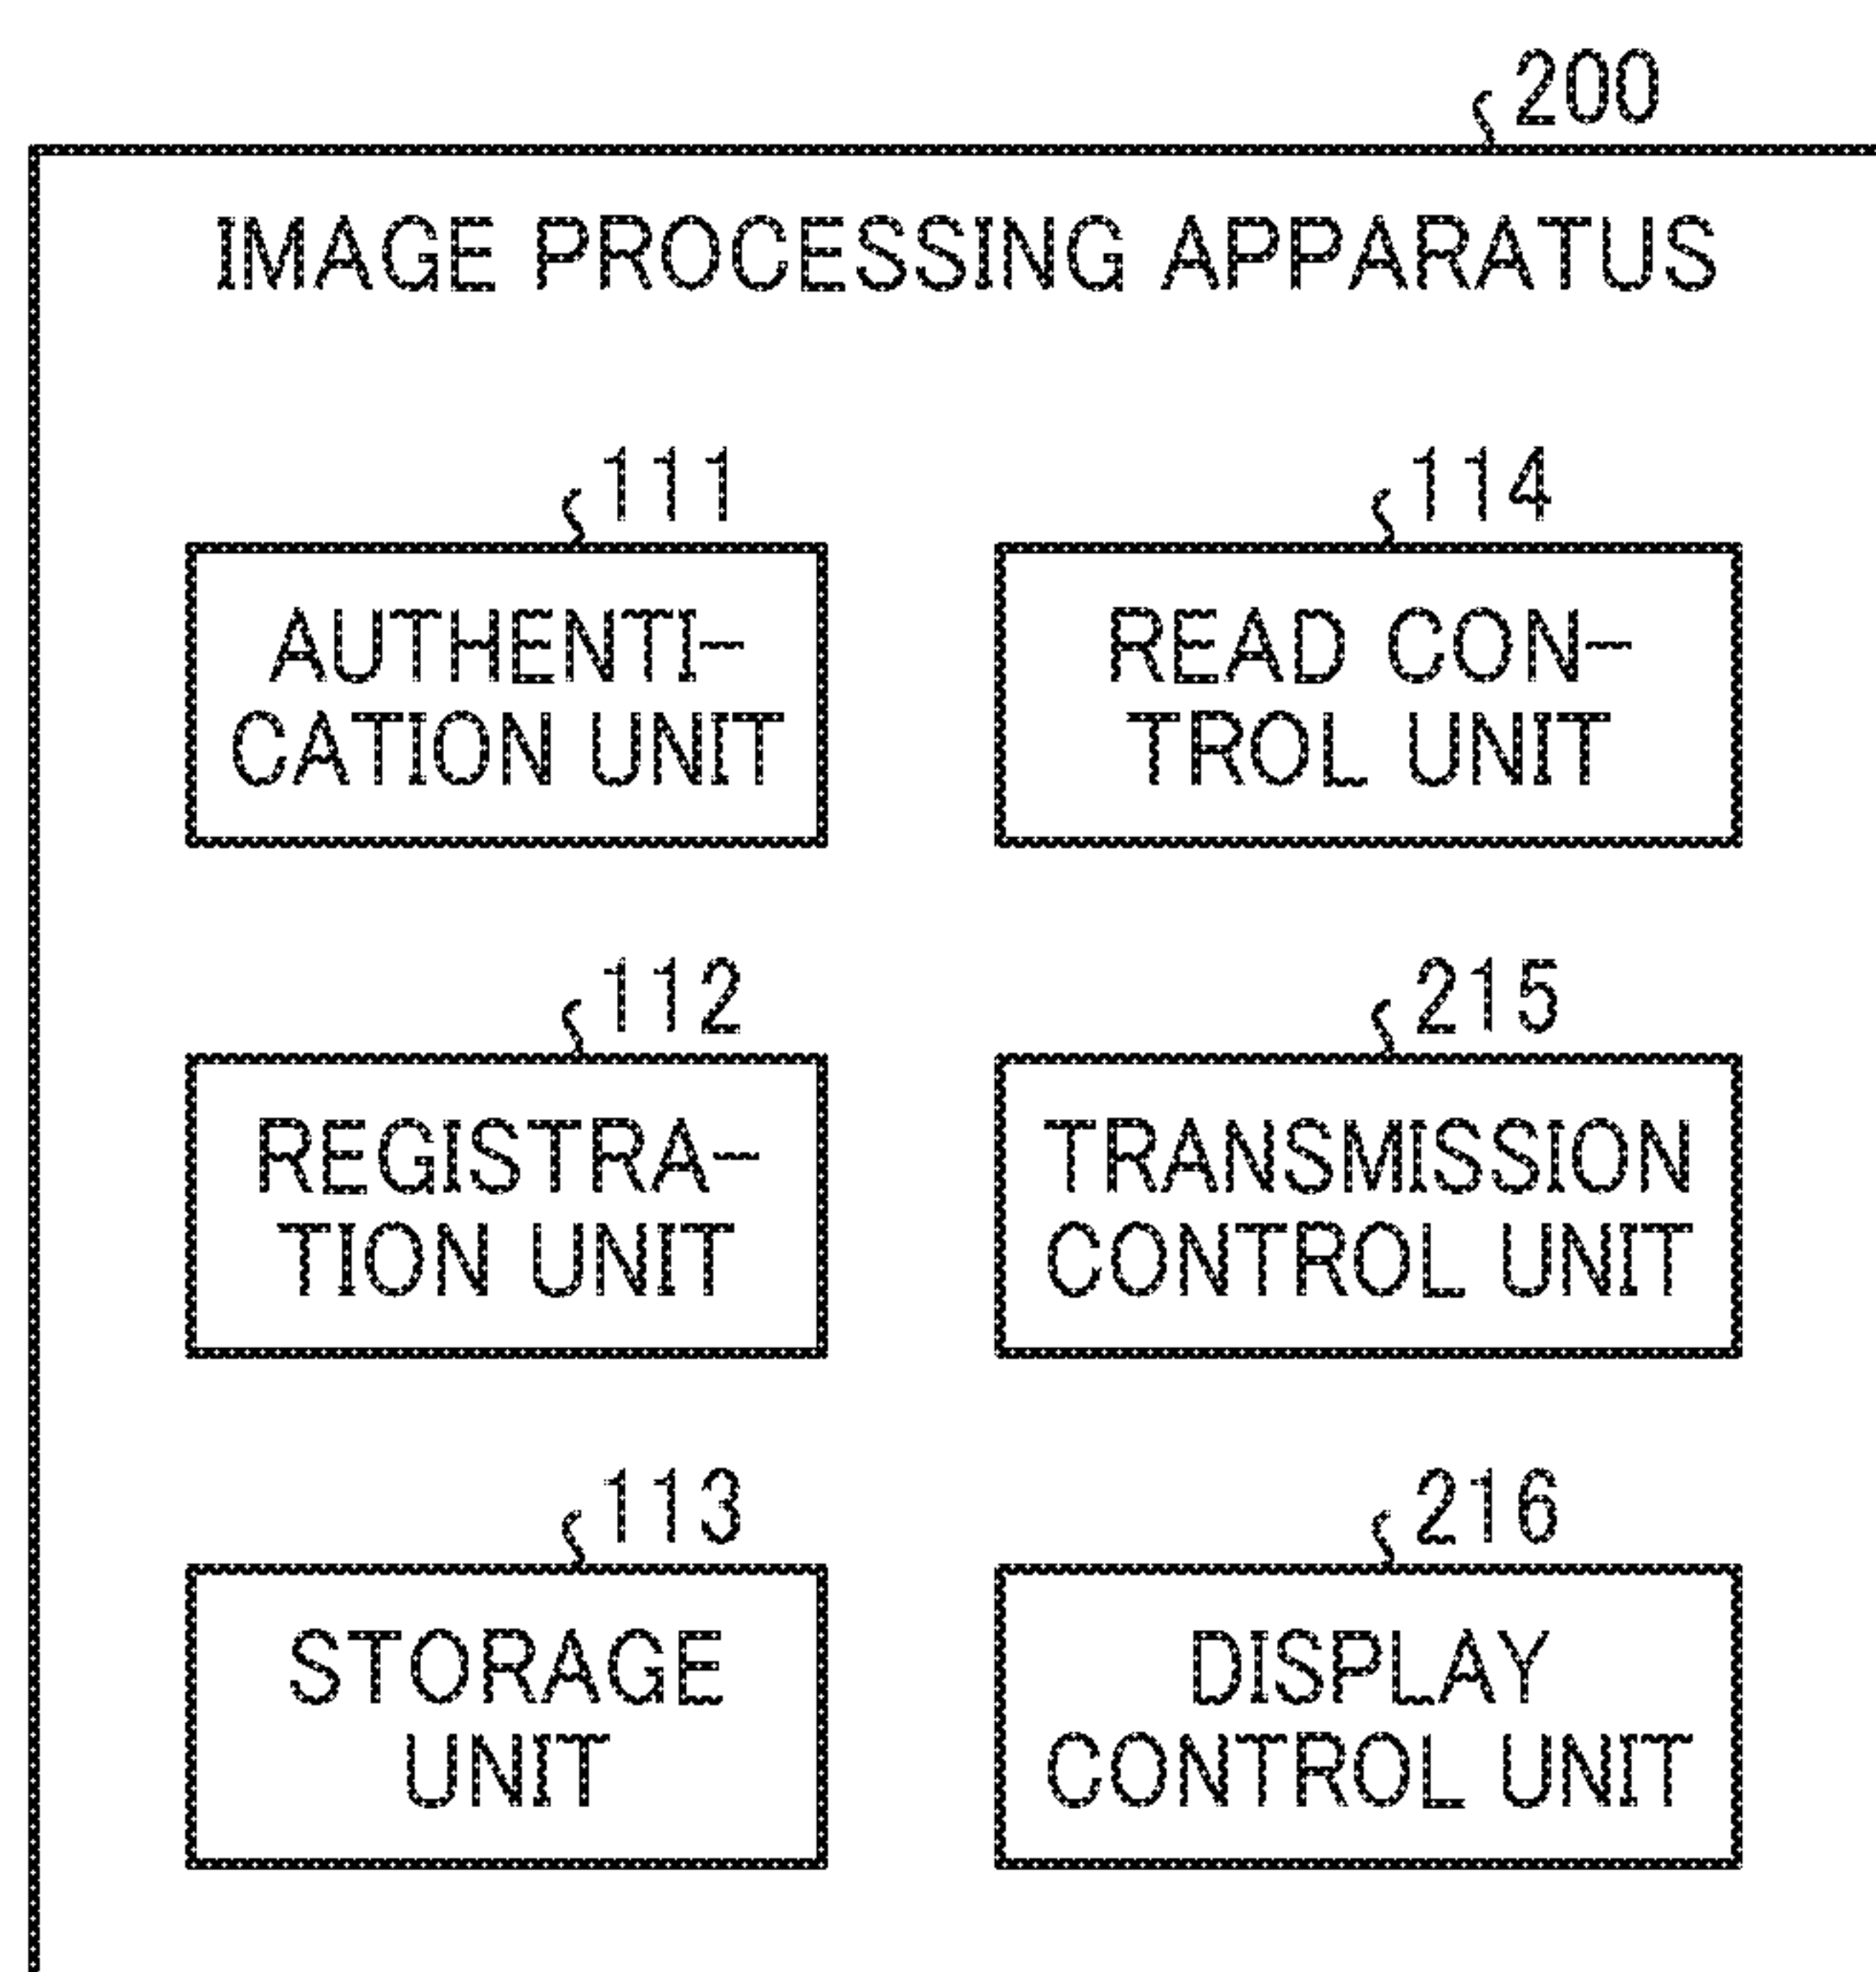 200
IMAGE PROCESSING APPARATUS
111
AUTHENTI-
CATION UNIT
114
READ CON-
TROL UNIT
112
REGISTRA-
TION UNIT
215
TRANSMISSION
CONTROL UNIT
113
STORAGE
UNIT
216
DISPLAY
CONTROL UNIT